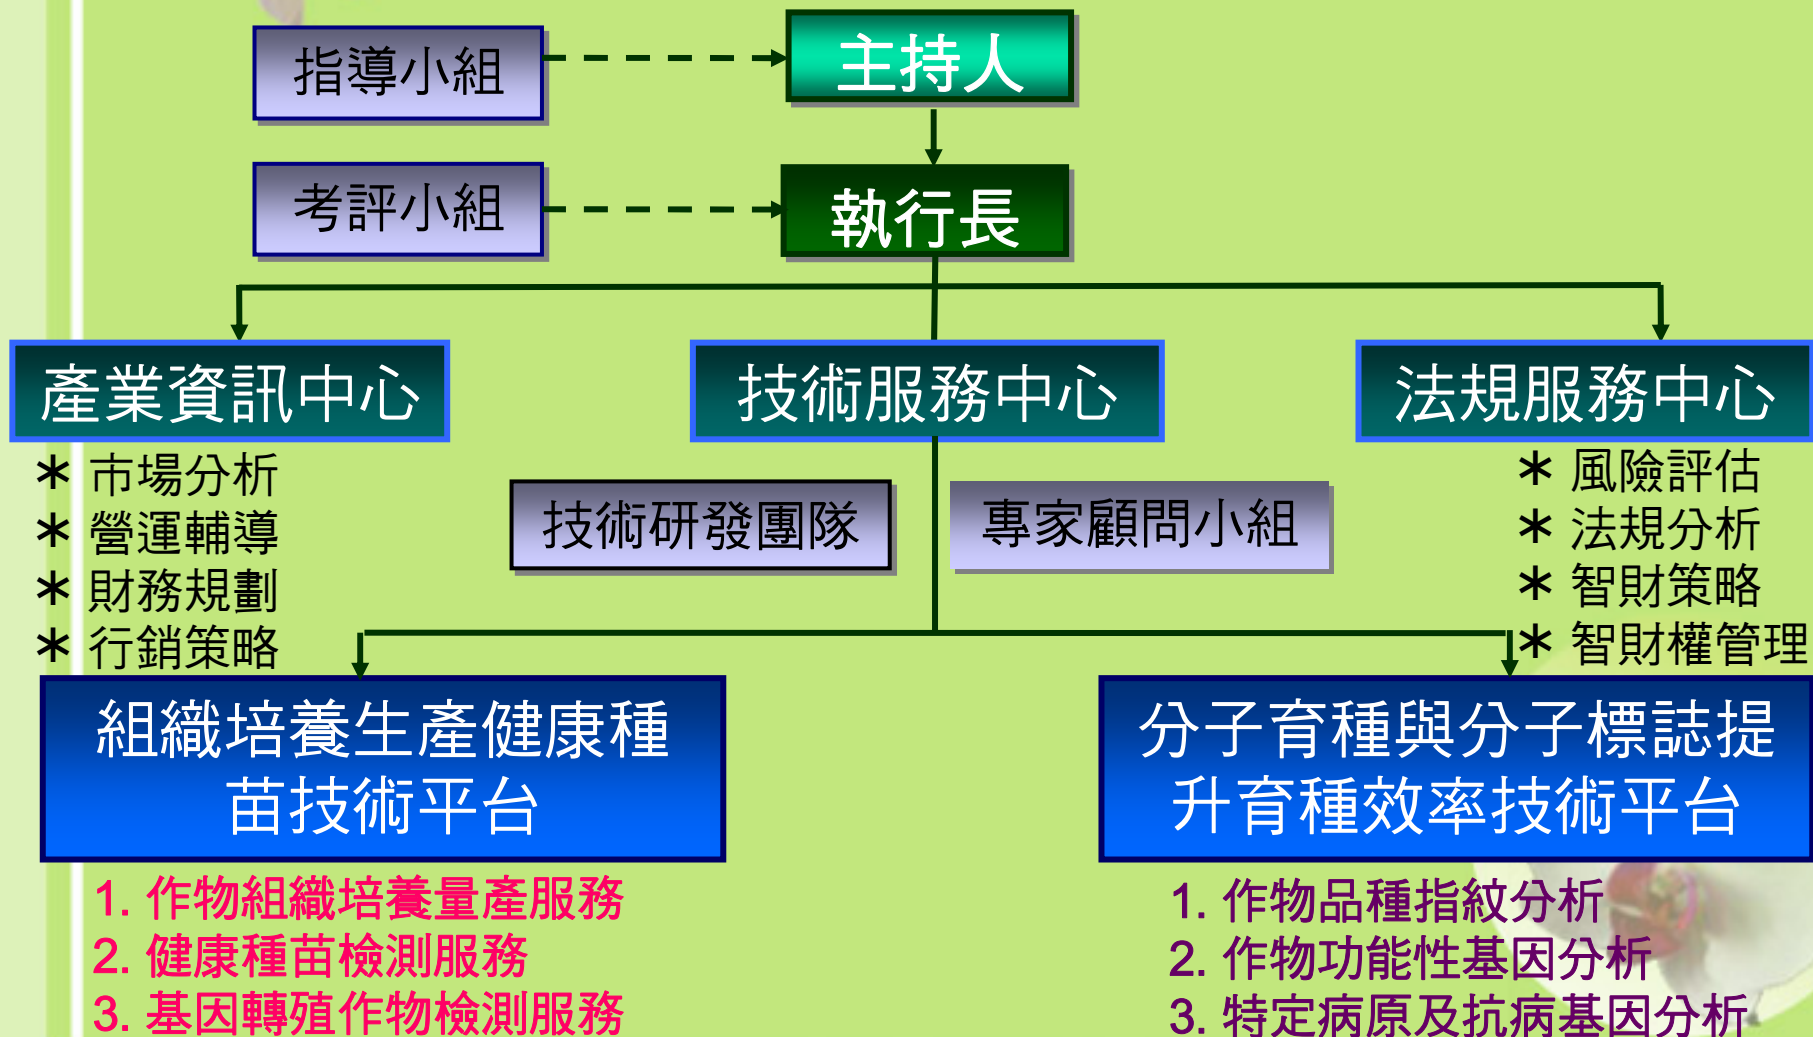 指導小組
主持人
考評小組
執行長
產業資訊中心
技術服務中心
法規服務中心
* 市場分析
* 營運輔導
* 財務規劃
* 行銷策略
技術研發團隊
專家顧問小組
* 風險評估
* 法規分析
* 智財策略
* 智財權管理
組織培養生產健康種
苗技術平台
分子育種與分子標誌提
升育種效率技術平台
1. 作物組織培養量產服務
2. 健康種苗檢測服務
3. 基因轉殖作物檢測服務
1. 作物品種指紋分析
2. 作物功能性基因分析
3. 特定病原及抗病基因分析